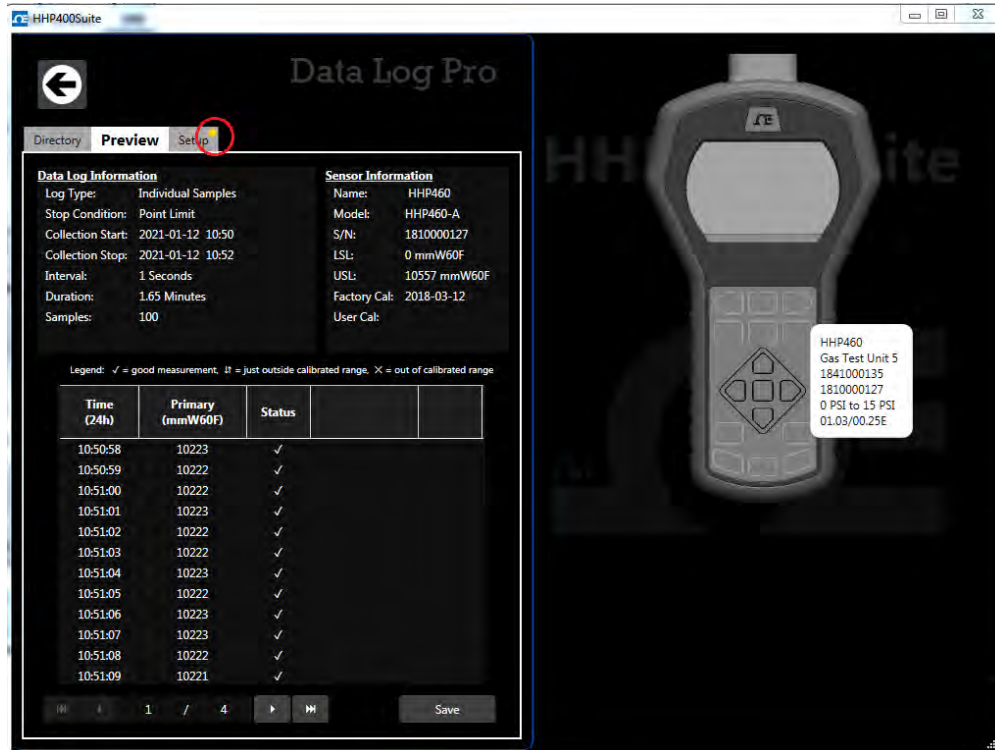 HHP400Suite
Data Log Pro
Directory Preview Setup
Data Log Information
Log Type: Individual Samples
Stop Condition: Point Limit
Collection Start: 2021-01-12 10:50
Collection Stop: 2021-01-12 10:52
Interval: 1 Seconds
Duration: 1.65 Minutes
Samples: 100
Sensor Information
Name: HHP460
Model: HHP460-A
S/N: 1810000127
LSL: 0 mmW60F
USL: 10557 mmW60F
Factory Cal: 2018-03-12
User Cal:
Legend: ✓ = good measurement, ⇵ = just outside calibrated range, ✕ = out of calibrated range
Time (24h) Primary (mmW60F) Status
10:50:58 10223 ✓
10:50:59 10222 ✓
10:51:00 10222 ✓
10:51:01 10223 ✓
10:51:02 10222 ✓
10:51:03 10222 ✓
10:51:04 10223 ✓
10:51:05 10222 ✓
10:51:06 10223 ✓
10:51:07 10223 ✓
10:51:08 10222 ✓
10:51:09 10221 ✓
1 / 4
Save
HH ite
HHP460
Gas Test Unit 5
1841000135
1810000127
0 PSI to 15 PSI
01.03/00.25E